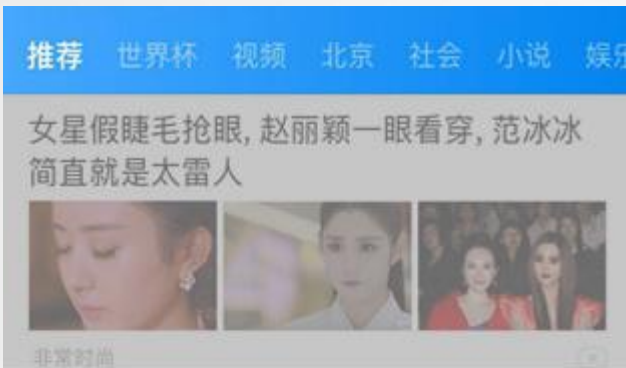 推荐 世界杯 视频 北京 社会 小说 娱乐
女星假睫毛抢眼, 赵丽颖一眼看穿, 范冰冰
简直就是太雷人
非常时尚